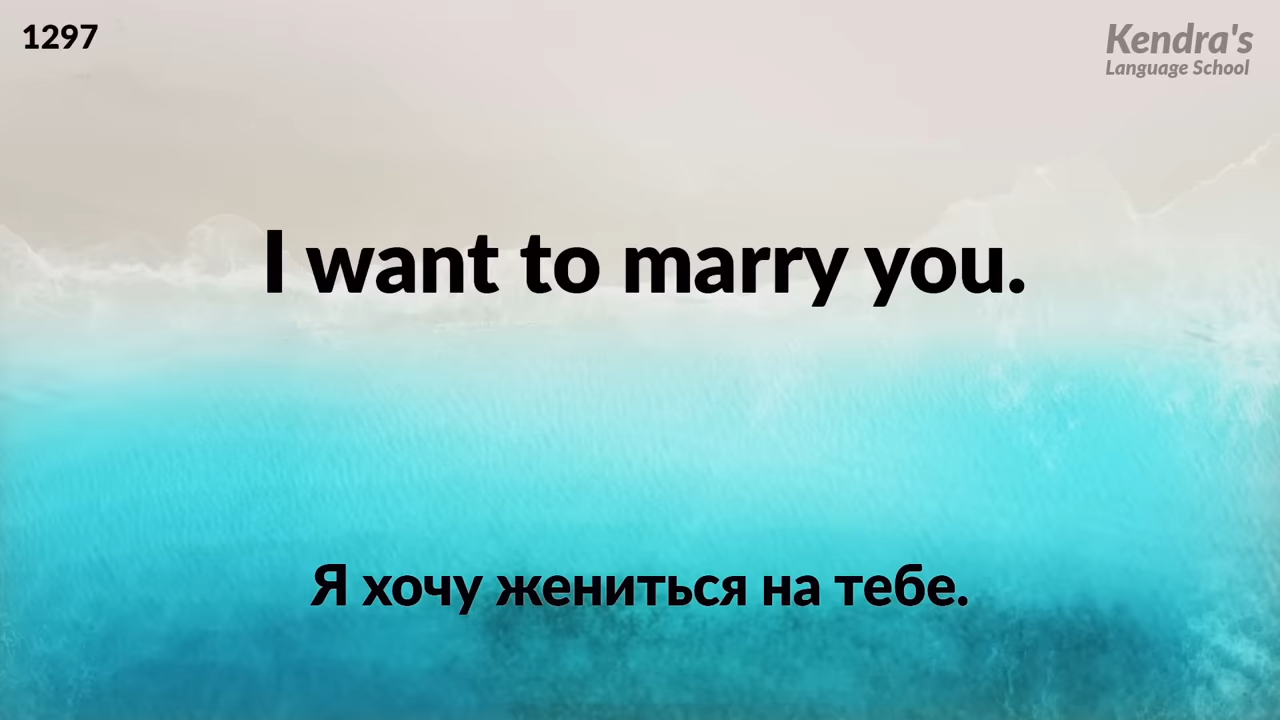 1297
Kendra's
Language School
I want to marry you.
Я хочу жениться на тебе.